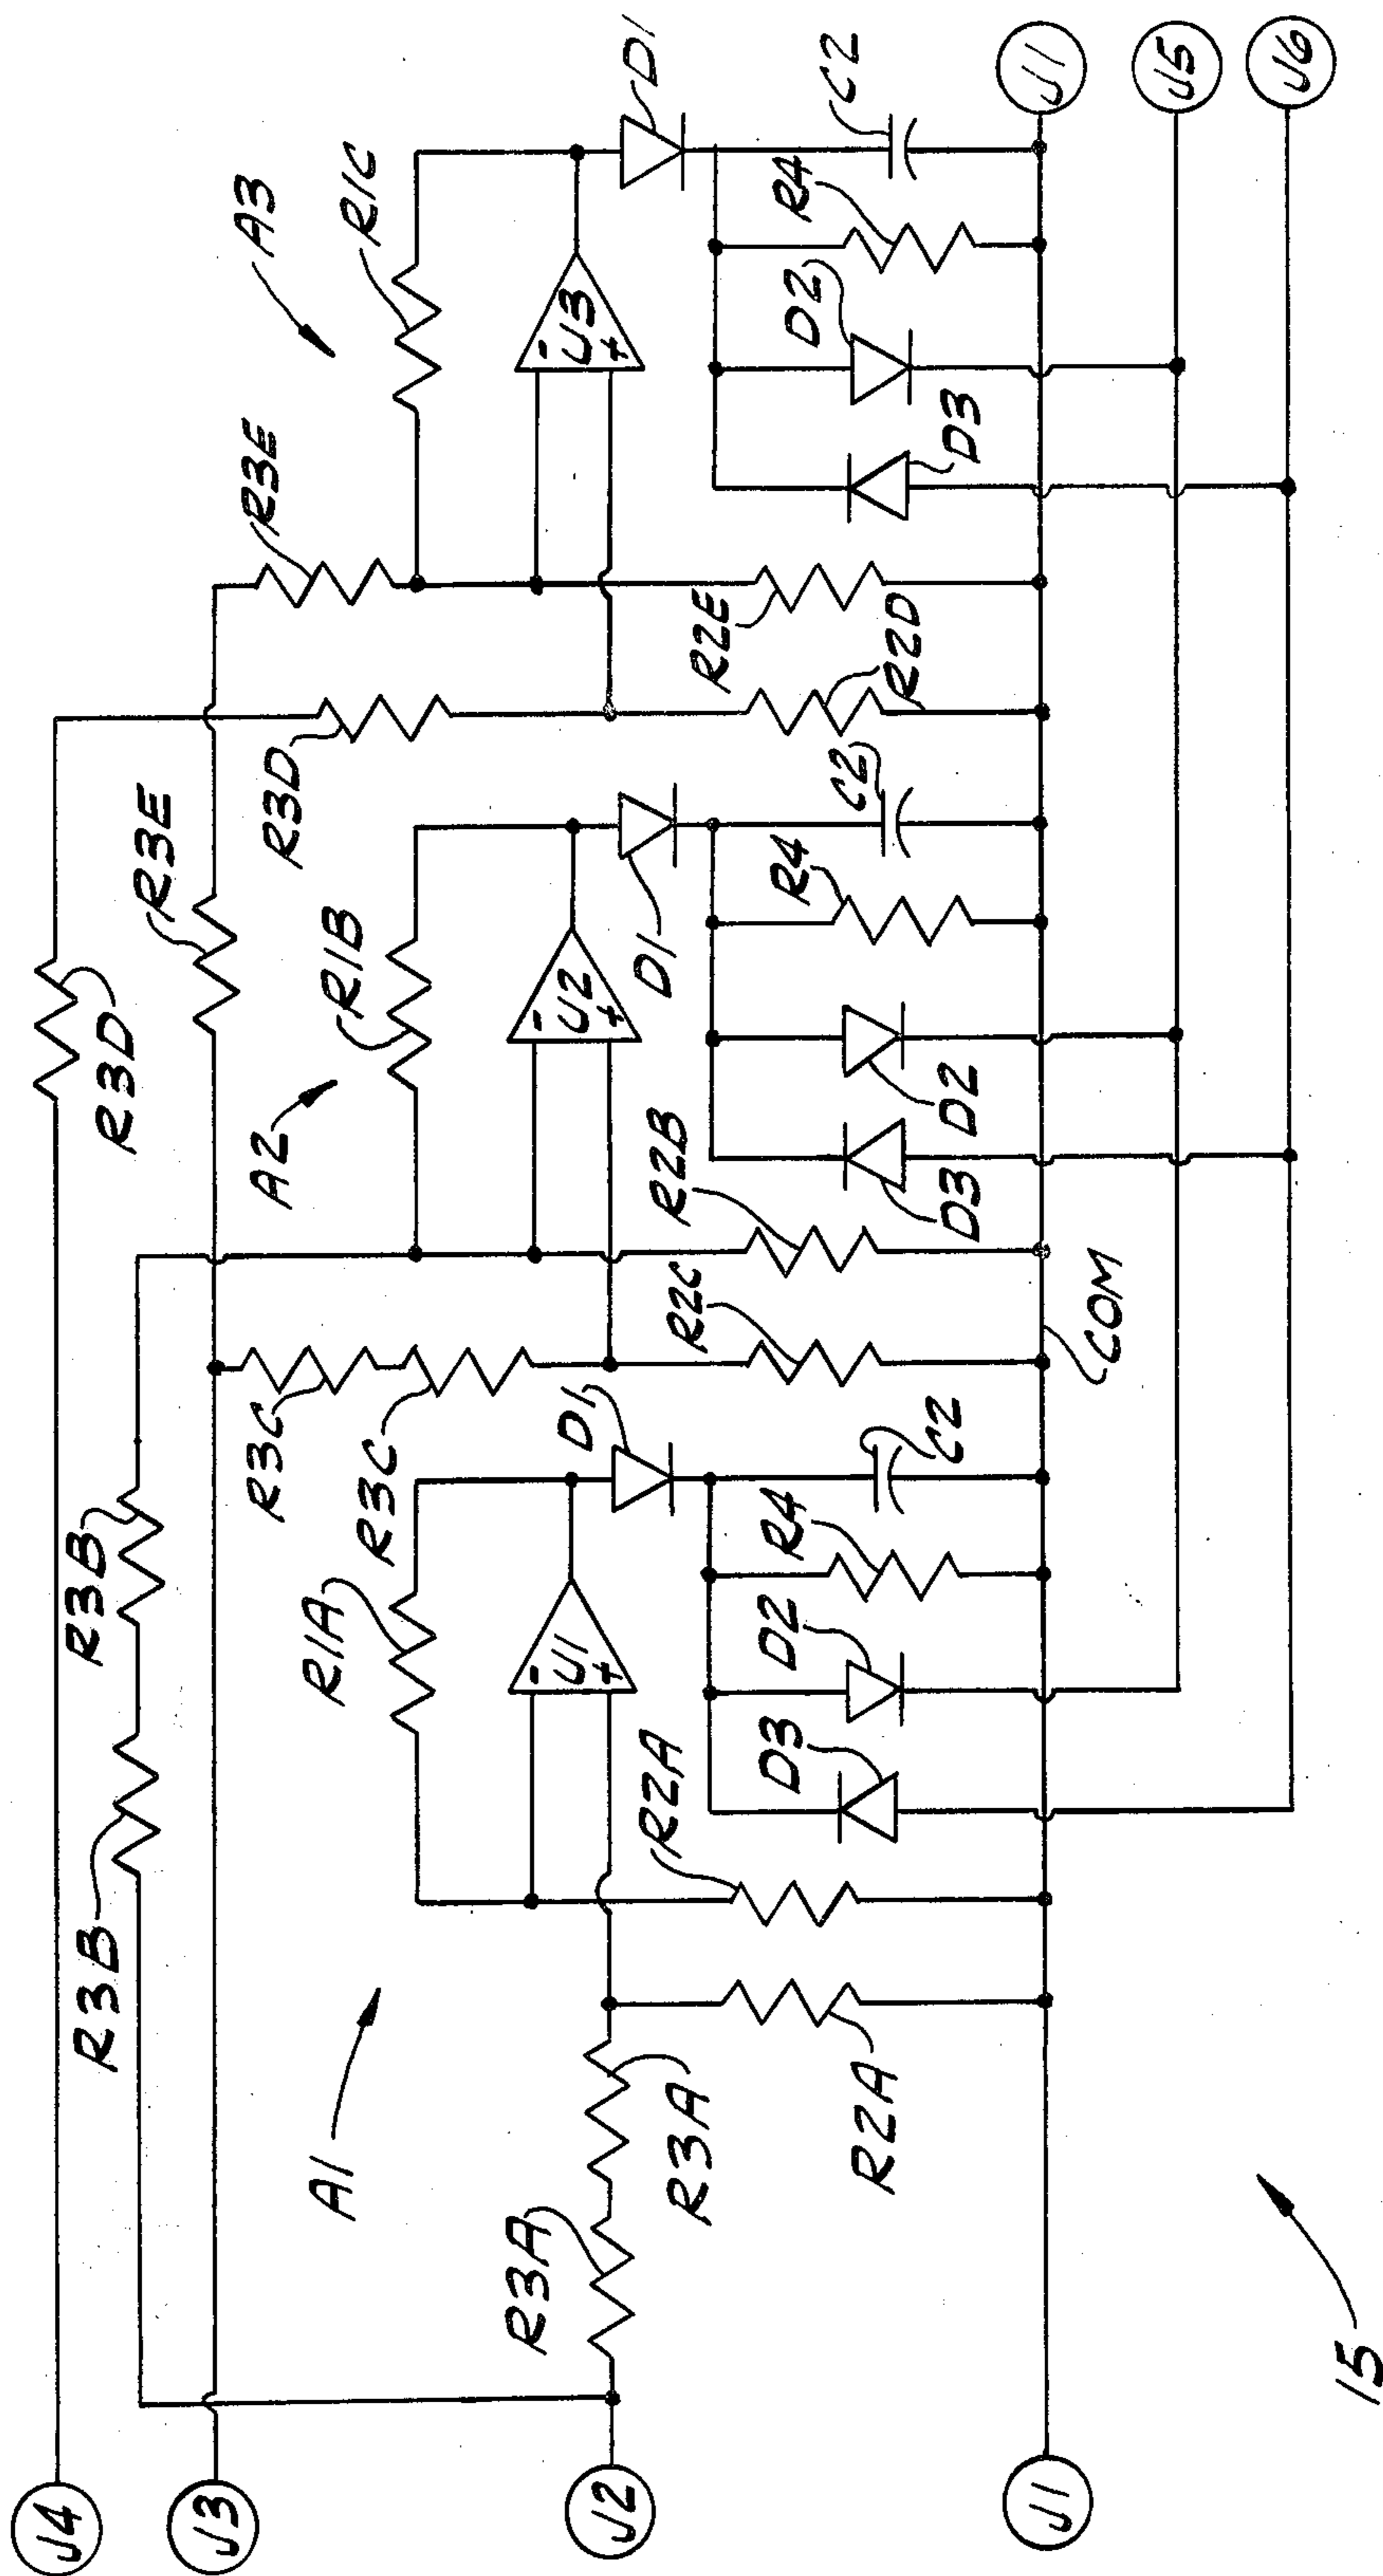 J4
J3
J2
J1
R3D
R3B
R3B
R3E
R3D
R3E
R3C
R3C
A1
A2
A3
R1A
R1B
R1C
R3A
R3A
R2A
R2A
- U1 +
- U2 +
- U3 +
D1
D1
D1
R2C
R2B
R2D
R2E
D3
D2
R4
C2
D3
D2
R4
C2
D3
D2
R4
C2
COM
J1
J5
J6
15